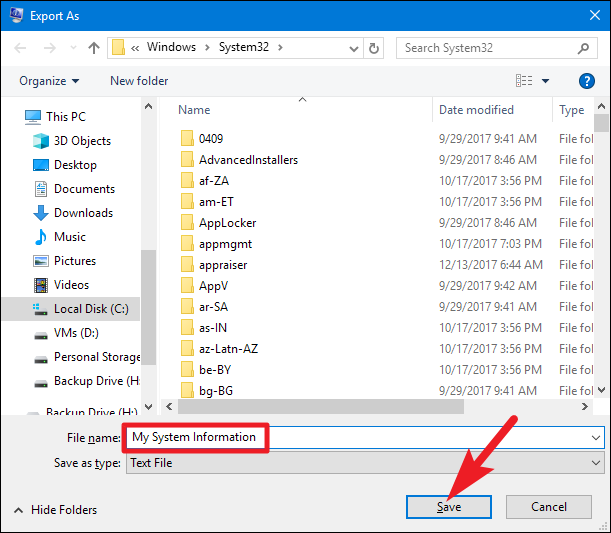 Export As
« Windows › System32 ›
Search System32
Organize New folder
?
Name Date modified Type
This PC
3D Objects
Desktop
Documents
Downloads
Music
Pictures
Videos
Local Disk (C:)
VMs (D:)
Personal Storage
Backup Drive (H:
Backup Drive (H:)
0409 9/29/2017 9:41 AM File fol
AdvancedInstallers 9/29/2017 8:46 AM File fol
af-ZA 10/17/2017 3:56 PM File fol
am-ET 10/17/2017 3:56 PM File fol
AppLocker 9/29/2017 8:46 AM File fol
appmgmt 10/17/2017 7:03 PM File fol
appraiser 12/13/2017 6:44 AM File fol
AppV 9/29/2017 9:42 AM File fol
ar-SA 9/29/2017 9:41 AM File fol
as-IN 10/17/2017 3:56 PM File fol
az-Latn-AZ 10/17/2017 3:56 PM File fol
be-BY 10/17/2017 3:56 PM File fol
bg-BG 9/29/2017 9:41 AM File fol
File name: My System Information
Save as type: Text File
Hide Folders
Save Cancel